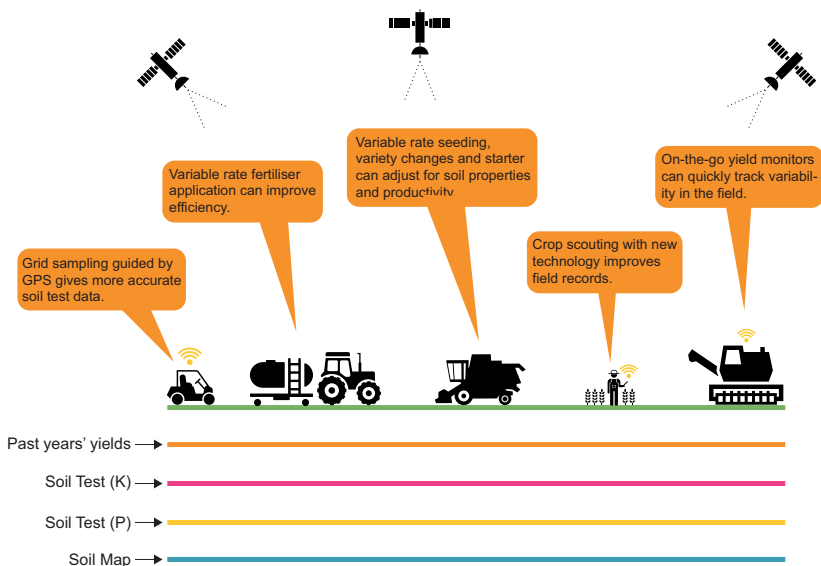 Variable rate seeding,
variety changes and starter
can adjust for soil properties
and productivity.
On-the-go yield monitors
can quickly track variabil-
ity in the field.
Variable rate fertiliser
application can improve
efficiency.
Crop scouting with new
technology improves
field records.
Grid sampling guided by
GPS gives more accurate
soil test data.
Past years' yields
Soil Test (K)
Soil Test (P)
Soil Map